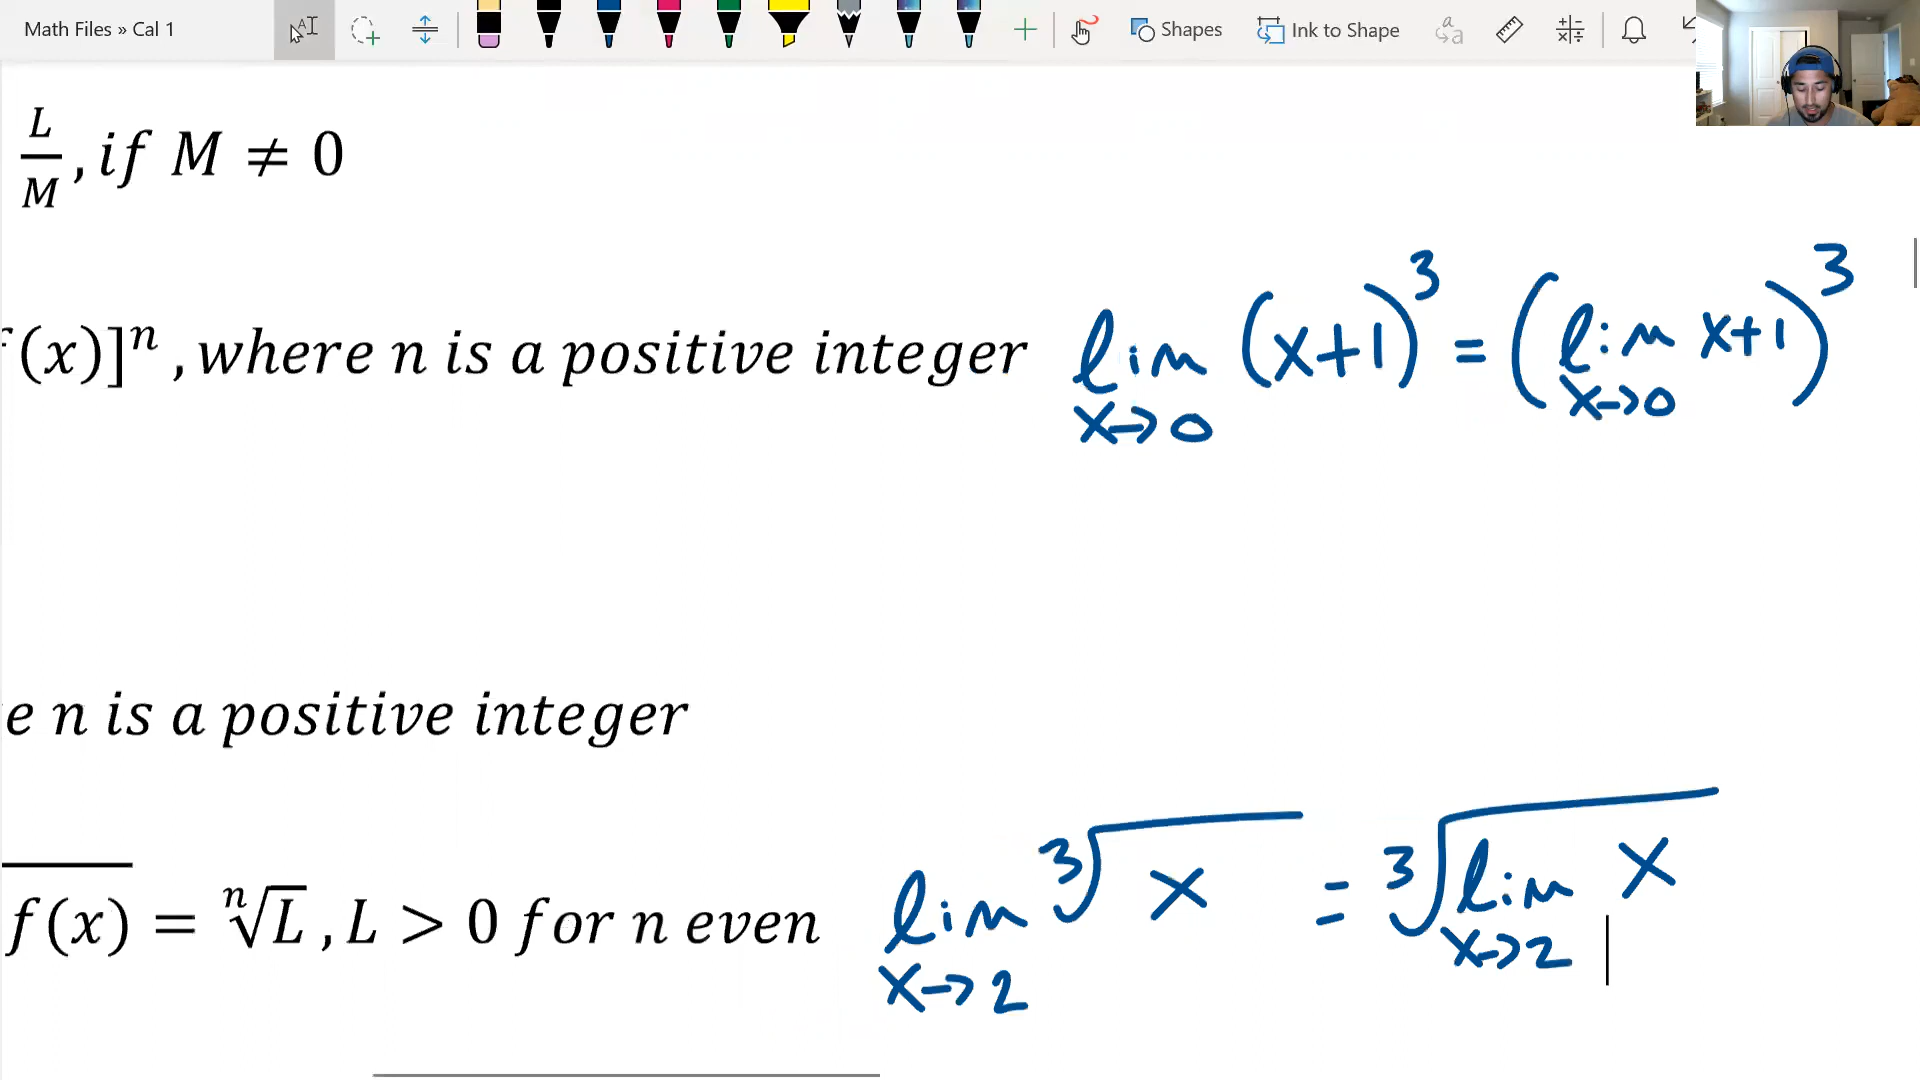 Math Files » Cal 1
Shapes
Ink to Shape
L/M, if M ≠ 0
(x)]ⁿ, where n is a positive integer
lim x→0 (x+1)³ = (lim x→0 x+1)³
e n is a positive integer
f(x) = ⁿ√L, L > 0 for n even
lim x→2 ³√x = ³√lim x→2 x